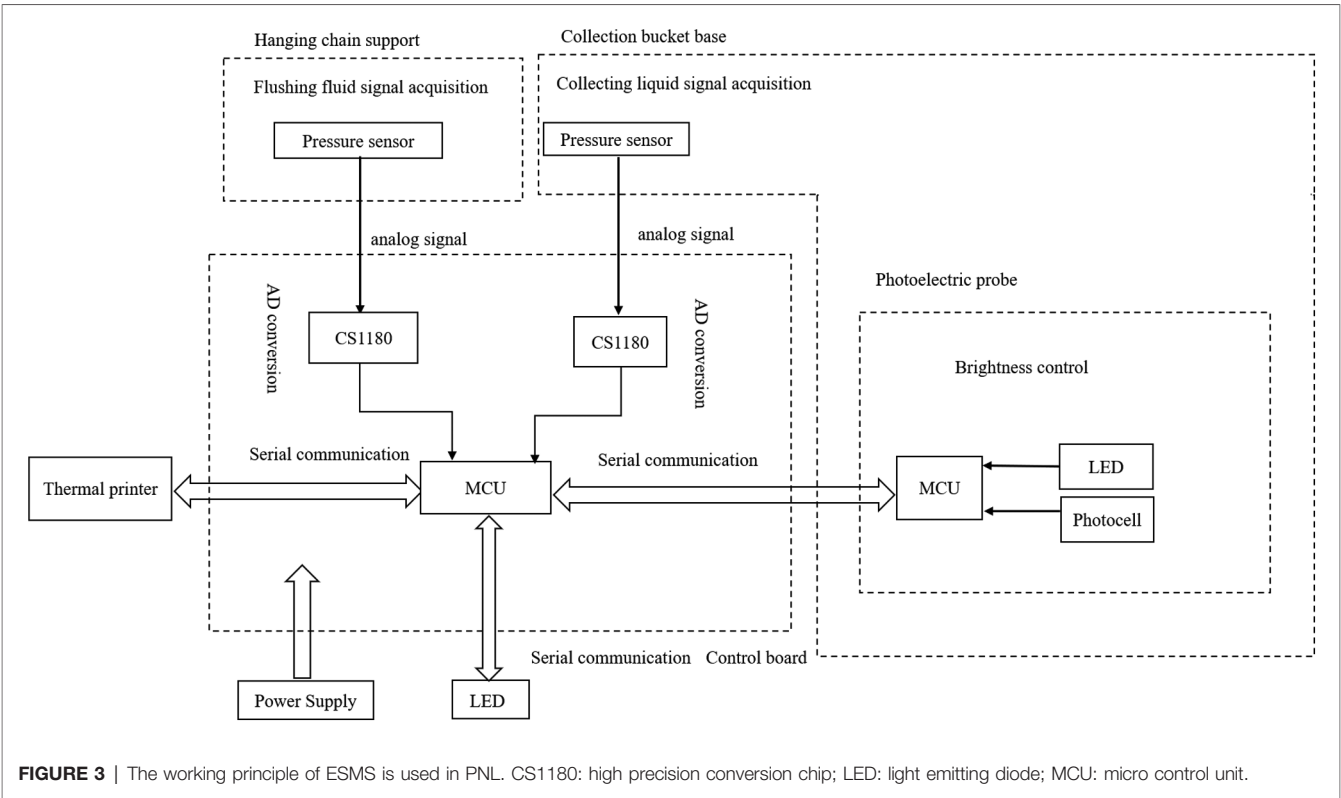 Hanging chain support
Collection bucket base
Flushing fluid signal acquisition
Collecting liquid signal acquisition
Pressure sensor
Pressure sensor
analog signal
analog signal
Photoelectric probe
AD conversion
CS1180
CS1180
AD conversion
Brightness control
Serial communication
Serial communication
Thermal printer
MCU
MCU
LED
Photocell
Serial communication
Control board
Power Supply
LED
FIGURE 3 | The working principle of ESMS is used in PNL. CS1180: high precision conversion chip; LED: light emitting diode; MCU: micro control unit.